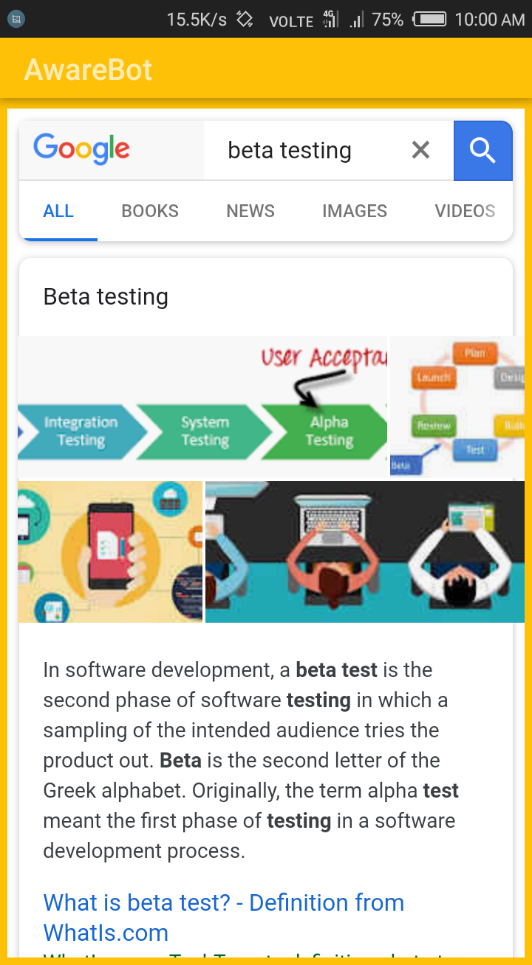 15.5K/s VOLTE 4G 75% 10:00 AM
AwareBot
Google beta testing
ALL BOOKS NEWS IMAGES VIDEOS
Beta testing
User Accepta
Integration Testing
System Testing
Alpha Testing
Plan
Launch
Desig
Review
Buil
Test
Beta
In software development, a beta test is the
second phase of software testing in which a
sampling of the intended audience tries the
product out. Beta is the second letter of the
Greek alphabet. Originally, the term alpha test
meant the first phase of testing in a software
development process.
What is beta test? - Definition from
WhatIs.com